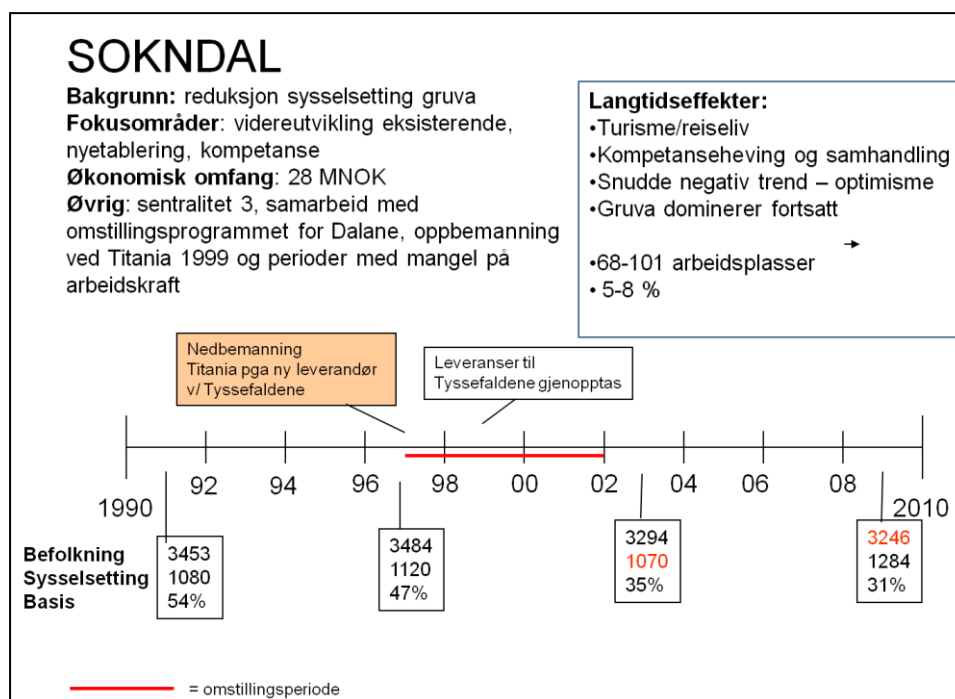 SOKNDAL
Bakgrunn: reduksjon sysselsetting gruva
Fokusområder: videreutvikling eksisterende,
nyetablering, kompetanse
Økonomisk omfang: 28 MNOK
Øvrig: sentralitet 3, samarbeid med
omstillingsprogrammet for Dalane, oppbemanning
ved Titania 1999 og perioder med mangel på
arbeidskraft
Langtidseffekter:
•Turisme/reiseliv
•Kompetanseheving og samhandling
•Snudde negativ trend – optimisme
•Gruva dominerer fortsatt
•68-101 arbeidsplasser
• 5-8 %
Nedbemanning
Titania pga ny leverandør
v/ Tyssefaldene
Leveranser til
Tyssefaldene gjenopptas
1990 92 94 96 98 00 02 04 06 08 2010
Befolkning 3453 3484 3294 3246
Sysselsetting 1080 1120 1070 1284
Basis 54% 47% 35% 31%
= omstillingsperiode